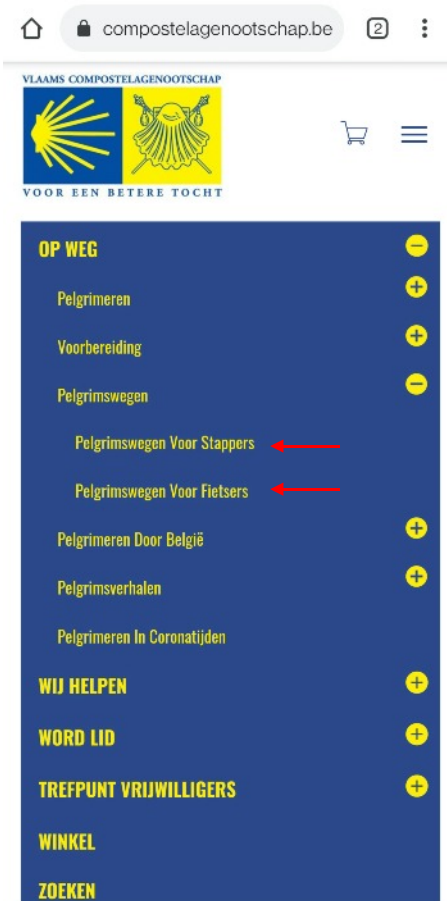 compostelagenootschap.be 2
VLAAMS COMPOSTELAGENOOTSCHAP
VOOR EEN BETERE TOCHT
OP WEG
Pelgrimeren
Voorbereiding
Pelgrimswegen
Pelgrimswegen Voor Stappers
Pelgrimswegen Voor Fietsers
Pelgrimeren Door België
Pelgrimsverhalen
Pelgrimeren In Coronatijden
WIJ HELPEN
WORD LID
TREFPUNT VRIJWILLIGERS
WINKEL
ZOEKEN